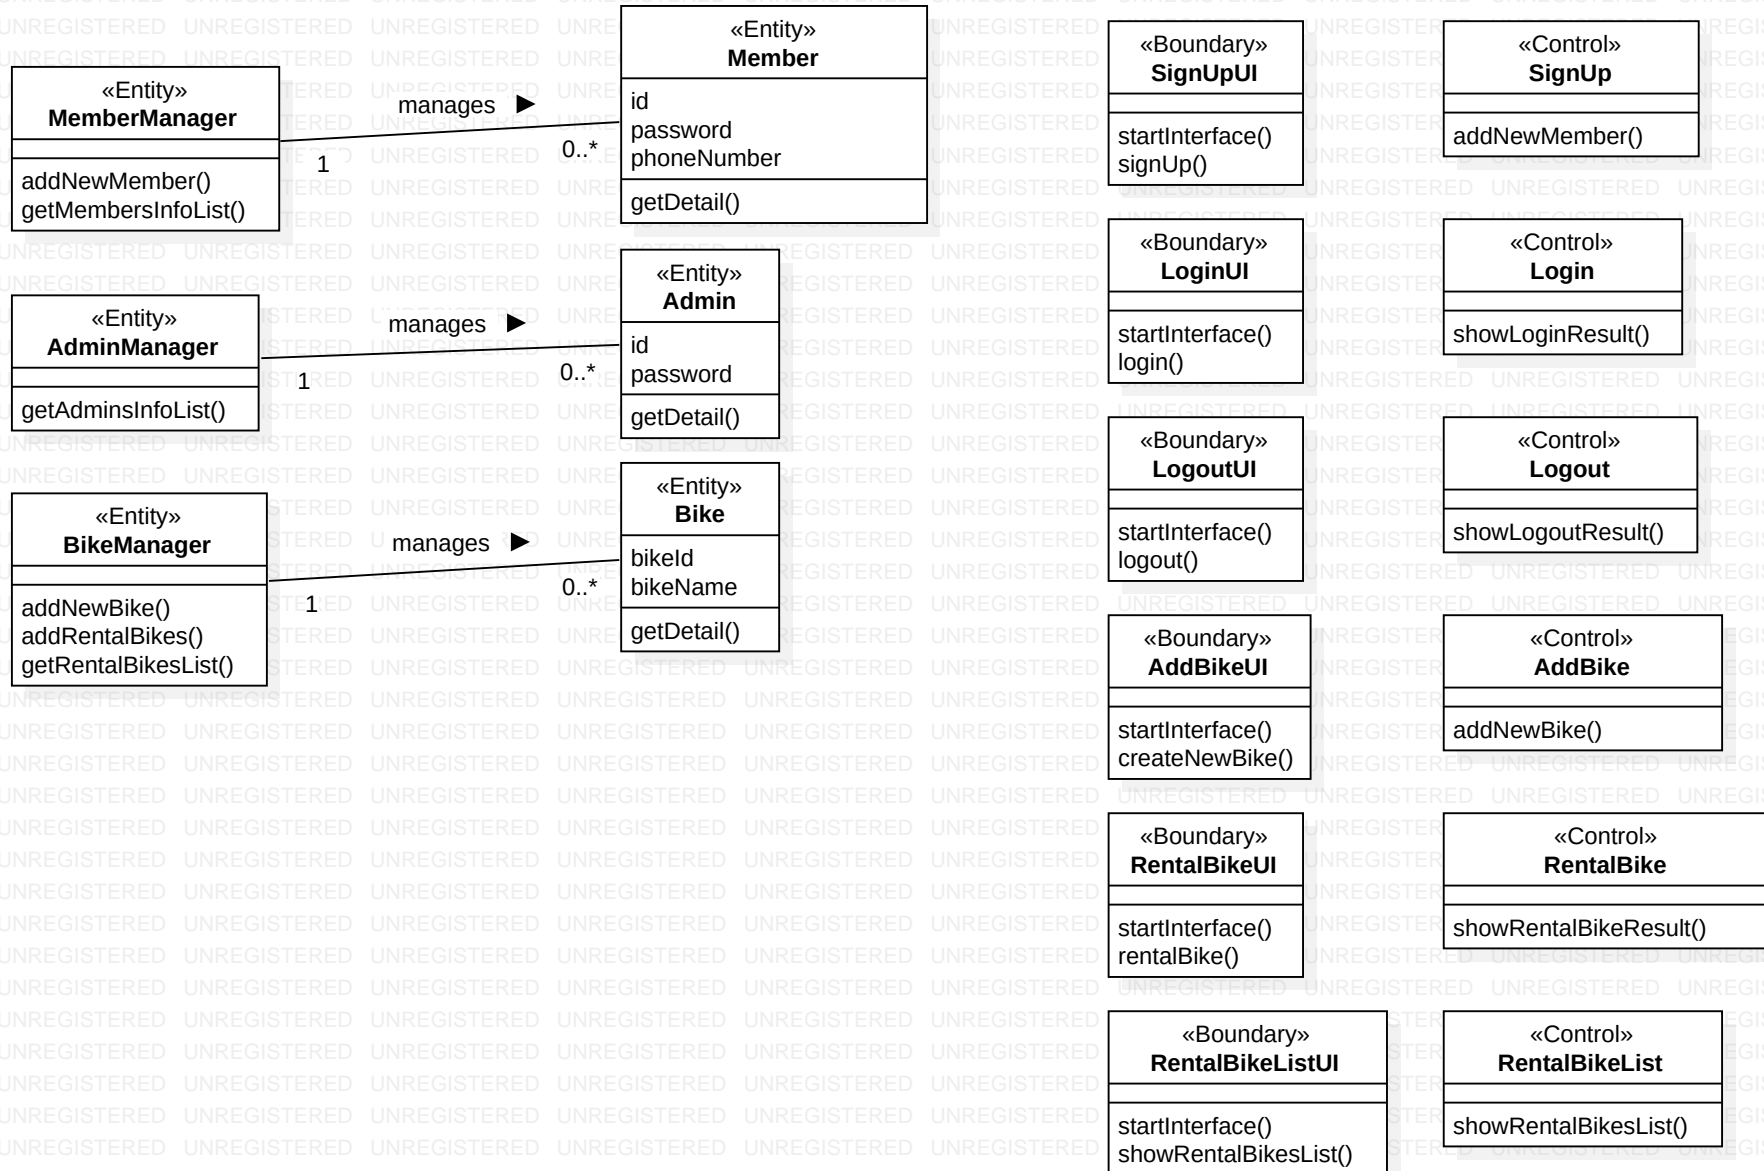 «Entity»
MemberManager
addNewMember()
getMembersInfoList()
manages ►
1
0..*
«Entity»
Member
id
password
phoneNumber
getDetail()
«Entity»
AdminManager
getAdminsInfoList()
manages ►
1
0..*
«Entity»
Admin
id
password
getDetail()
«Entity»
BikeManager
addNewBike()
addRentalBikes()
getRentalBikesList()
manages ►
1
0..*
«Entity»
Bike
bikeId
bikeName
getDetail()
«Boundary»
SignUpUI
startInterface()
signUp()
«Control»
SignUp
addNewMember()
«Boundary»
LoginUI
startInterface()
login()
«Control»
Login
showLoginResult()
«Boundary»
LogoutUI
startInterface()
logout()
«Control»
Logout
showLogoutResult()
«Boundary»
AddBikeUI
startInterface()
createNewBike()
«Control»
AddBike
addNewBike()
«Boundary»
RentalBikeUI
startInterface()
rentalBike()
«Control»
RentalBike
showRentalBikeResult()
«Boundary»
RentalBikeListUI
startInterface()
showRentalBikesList()
«Control»
RentalBikeList
showRentalBikesList()
UNREGISTERED